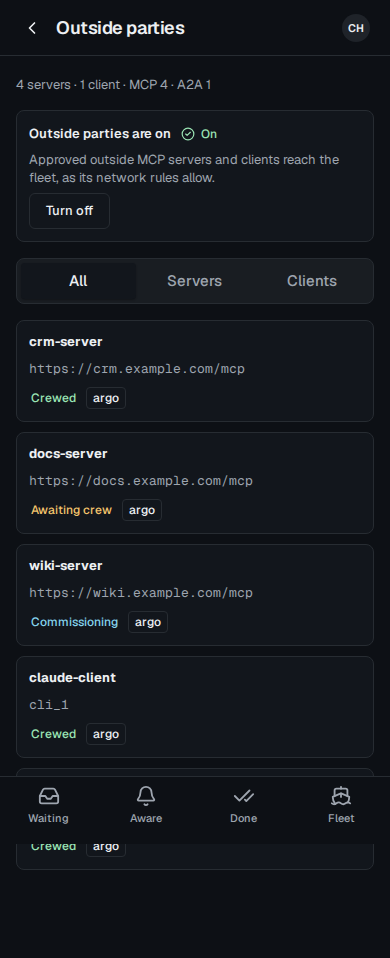 Outside parties
CH
4 servers · 1 client · MCP 4 · A2A 1
Outside parties are on
On
Approved outside MCP servers and clients reach the
fleet, as its network rules allow.
Turn off
All
Servers
Clients
crm-server
https://crm.example.com/mcp
Crewed
argo
docs-server
https://docs.example.com/mcp
Awaiting crew
argo
wiki-server
https://wiki.example.com/mcp
Commissioning
argo
claude-client
cli_1
Crewed
argo
Waiting
Aware
Done
Fleet
Crewed
argo